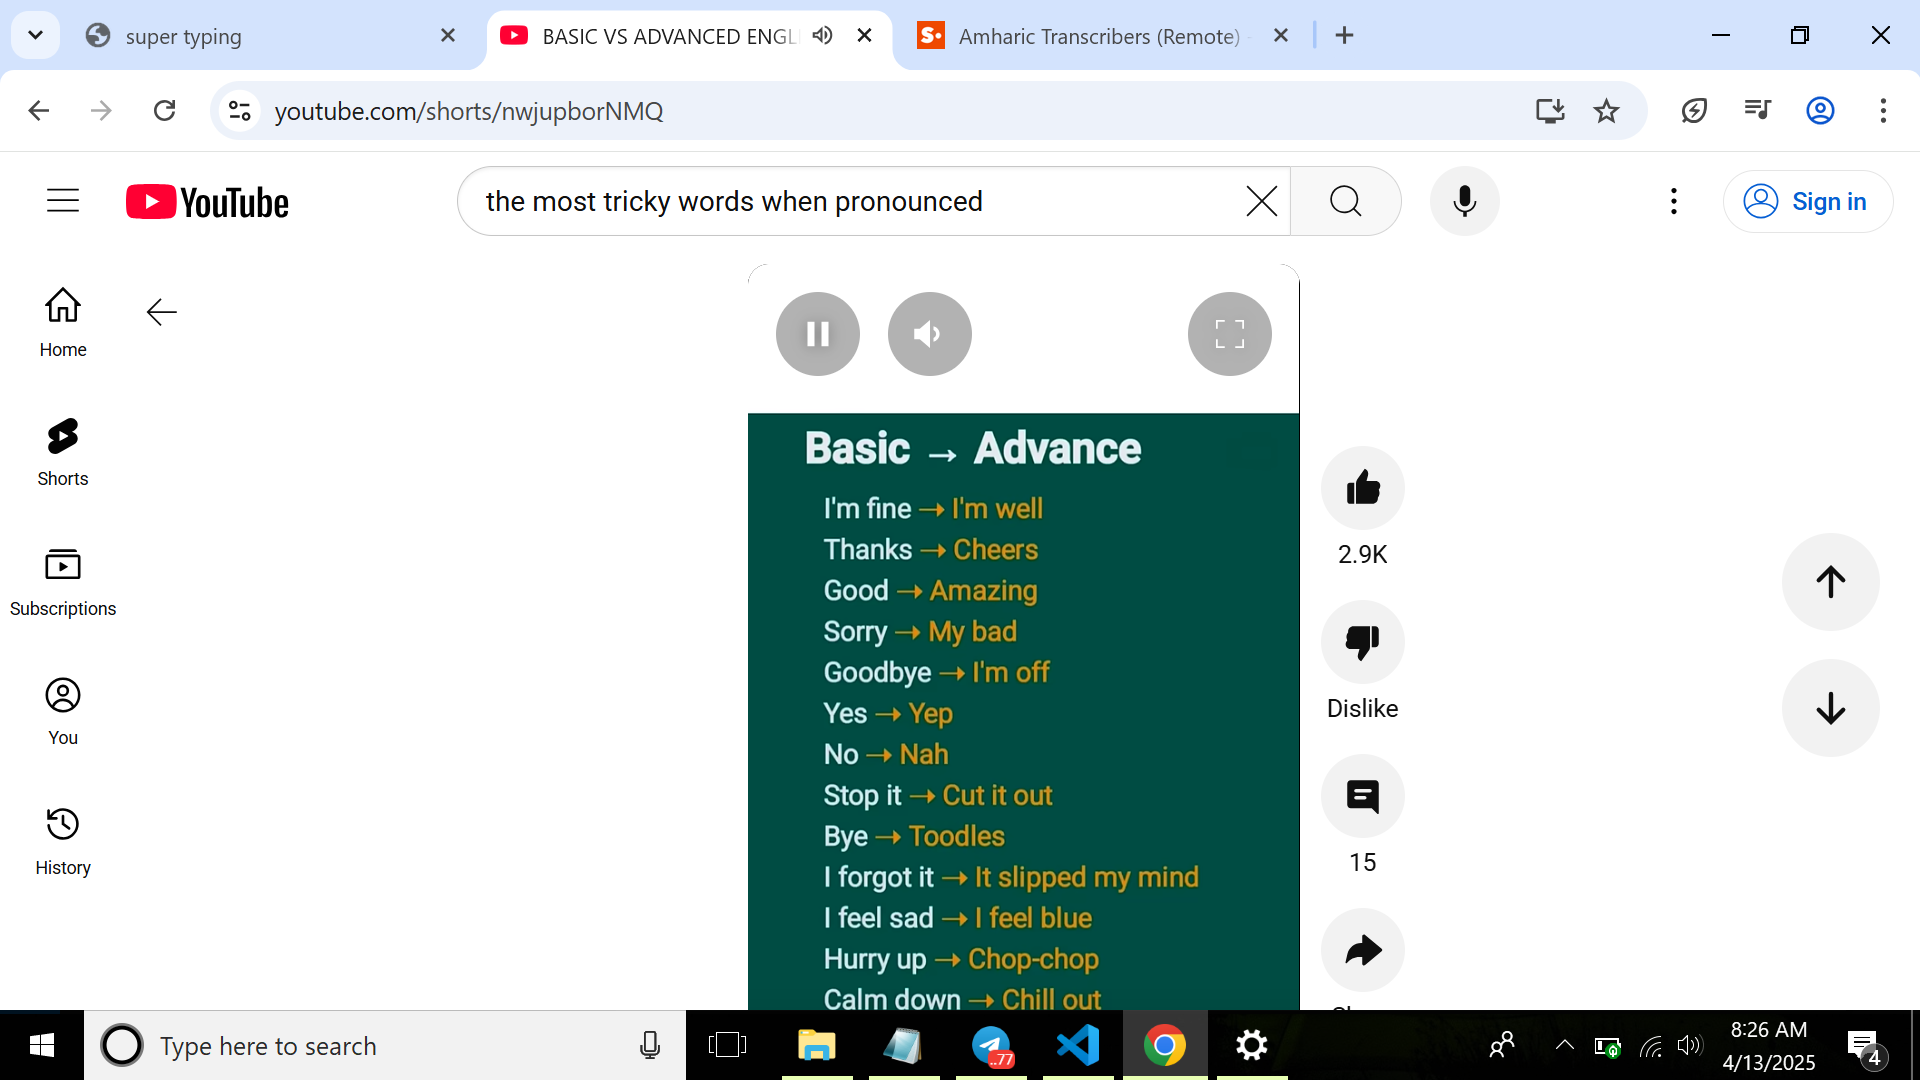 super typing
BASIC VS ADVANCED ENGL
Amharic Transcribers (Remote)
youtube.com/shorts/nwjupborNMQ
YouTube
the most tricky words when pronounced
Sign in
Home
Shorts
Subscriptions
You
History
Basic → Advance
I'm fine → I'm well
Thanks → Cheers
Good → Amazing
Sorry → My bad
Goodbye → I'm off
Yes → Yep
No → Nah
Stop it → Cut it out
Bye → Toodles
I forgot it → It slipped my mind
I feel sad → I feel blue
Hurry up → Chop-chop
Calm down → Chill out
2.9K
Dislike
15
Type here to search
..77
8:26 AM
4/13/2025
4